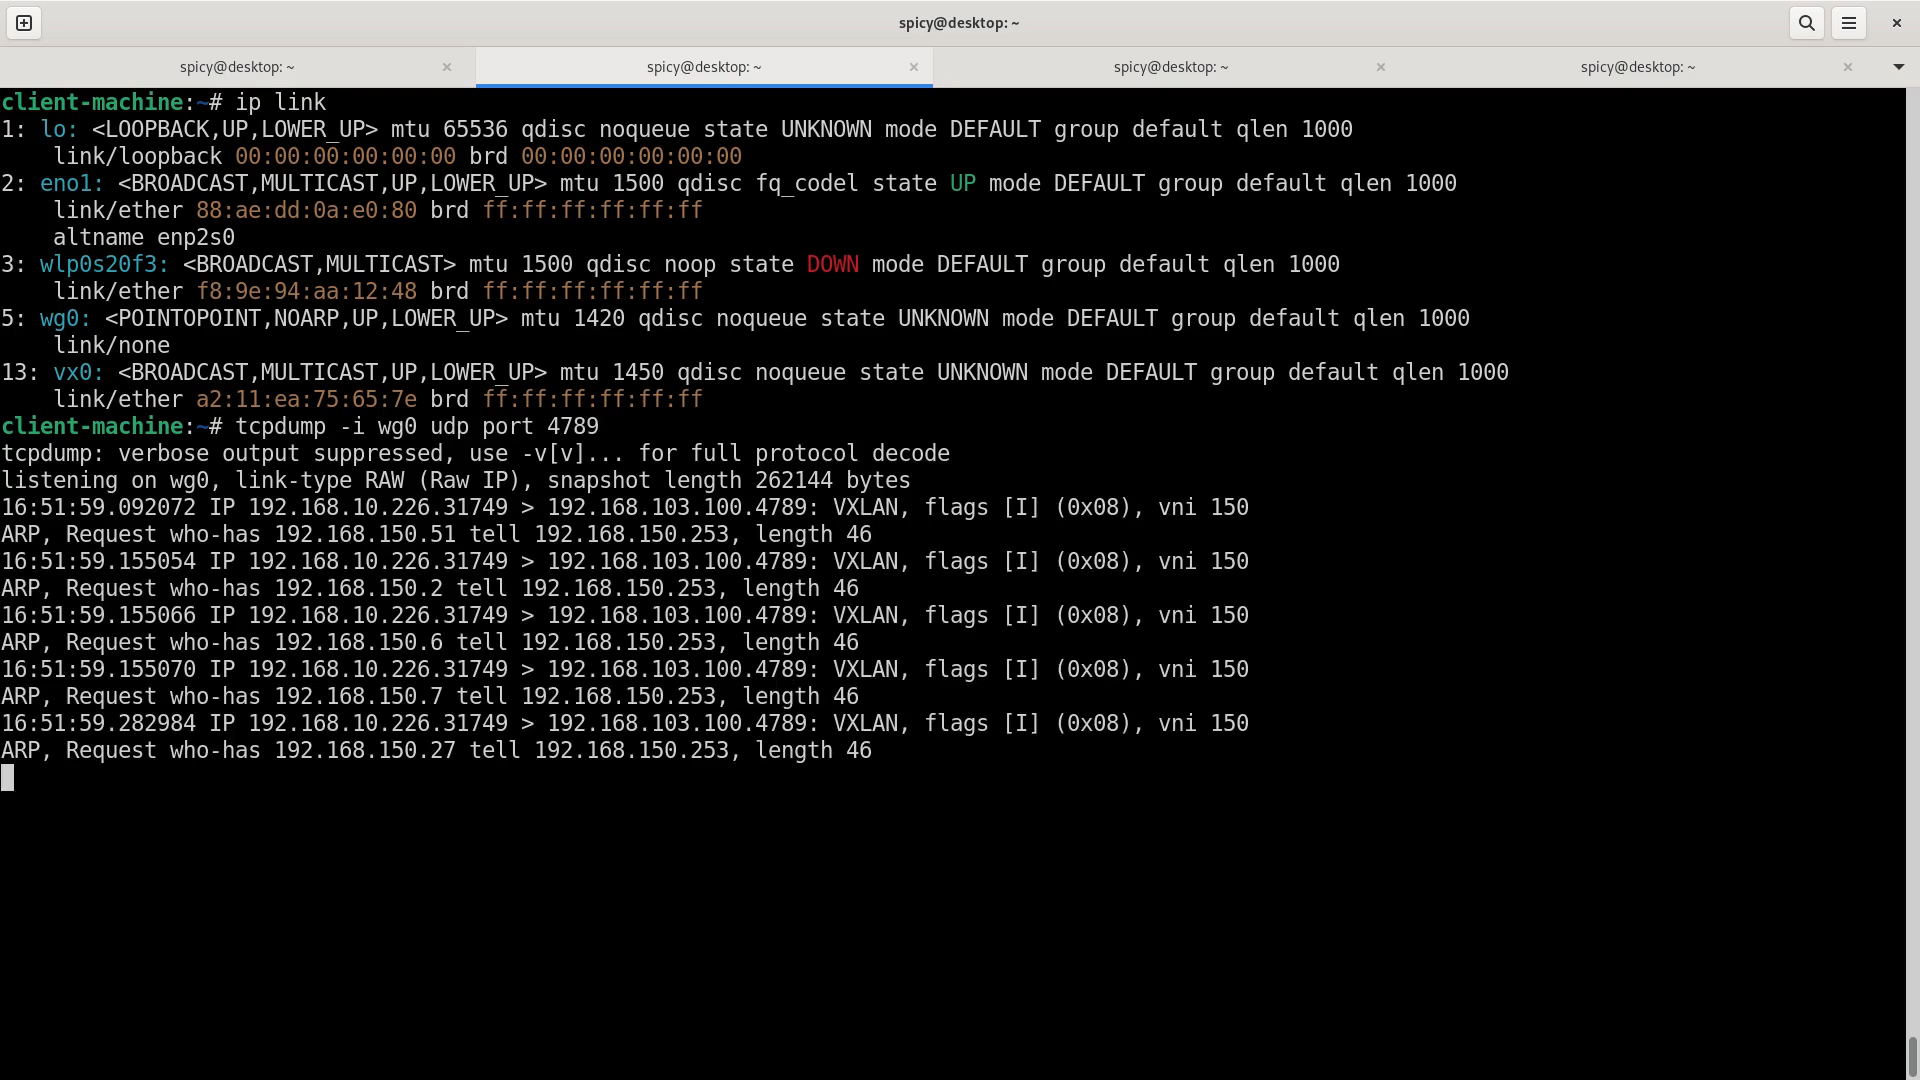 spicy@desktop: ~
spicy@desktop: ~
spicy@desktop: ~
spicy@desktop: ~
spicy@desktop: ~
client-machine:~# ip link
1: lo: <LOOPBACK,UP,LOWER_UP> mtu 65536 qdisc noqueue state UNKNOWN mode DEFAULT group default qlen 1000
    link/loopback 00:00:00:00:00:00 brd 00:00:00:00:00:00
2: eno1: <BROADCAST,MULTICAST,UP,LOWER_UP> mtu 1500 qdisc fq_codel state UP mode DEFAULT group default qlen 1000
    link/ether 88:ae:dd:0a:e0:80 brd ff:ff:ff:ff:ff:ff
    altname enp2s0
3: wlp0s20f3: <BROADCAST,MULTICAST> mtu 1500 qdisc noop state DOWN mode DEFAULT group default qlen 1000
    link/ether f8:9e:94:aa:12:48 brd ff:ff:ff:ff:ff:ff
5: wg0: <POINTOPOINT,NOARP,UP,LOWER_UP> mtu 1420 qdisc noqueue state UNKNOWN mode DEFAULT group default qlen 1000
    link/none
13: vx0: <BROADCAST,MULTICAST,UP,LOWER_UP> mtu 1450 qdisc noqueue state UNKNOWN mode DEFAULT group default qlen 1000
    link/ether a2:11:ea:75:65:7e brd ff:ff:ff:ff:ff:ff
client-machine:~# tcpdump -i wg0 udp port 4789
tcpdump: verbose output suppressed, use -v[v]... for full protocol decode
listening on wg0, link-type RAW (Raw IP), snapshot length 262144 bytes
16:51:59.092072 IP 192.168.10.226.31749 > 192.168.103.100.4789: VXLAN, flags [I] (0x08), vni 150
ARP, Request who-has 192.168.150.51 tell 192.168.150.253, length 46
16:51:59.155054 IP 192.168.10.226.31749 > 192.168.103.100.4789: VXLAN, flags [I] (0x08), vni 150
ARP, Request who-has 192.168.150.2 tell 192.168.150.253, length 46
16:51:59.155066 IP 192.168.10.226.31749 > 192.168.103.100.4789: VXLAN, flags [I] (0x08), vni 150
ARP, Request who-has 192.168.150.6 tell 192.168.150.253, length 46
16:51:59.155070 IP 192.168.10.226.31749 > 192.168.103.100.4789: VXLAN, flags [I] (0x08), vni 150
ARP, Request who-has 192.168.150.7 tell 192.168.150.253, length 46
16:51:59.282984 IP 192.168.10.226.31749 > 192.168.103.100.4789: VXLAN, flags [I] (0x08), vni 150
ARP, Request who-has 192.168.150.27 tell 192.168.150.253, length 46